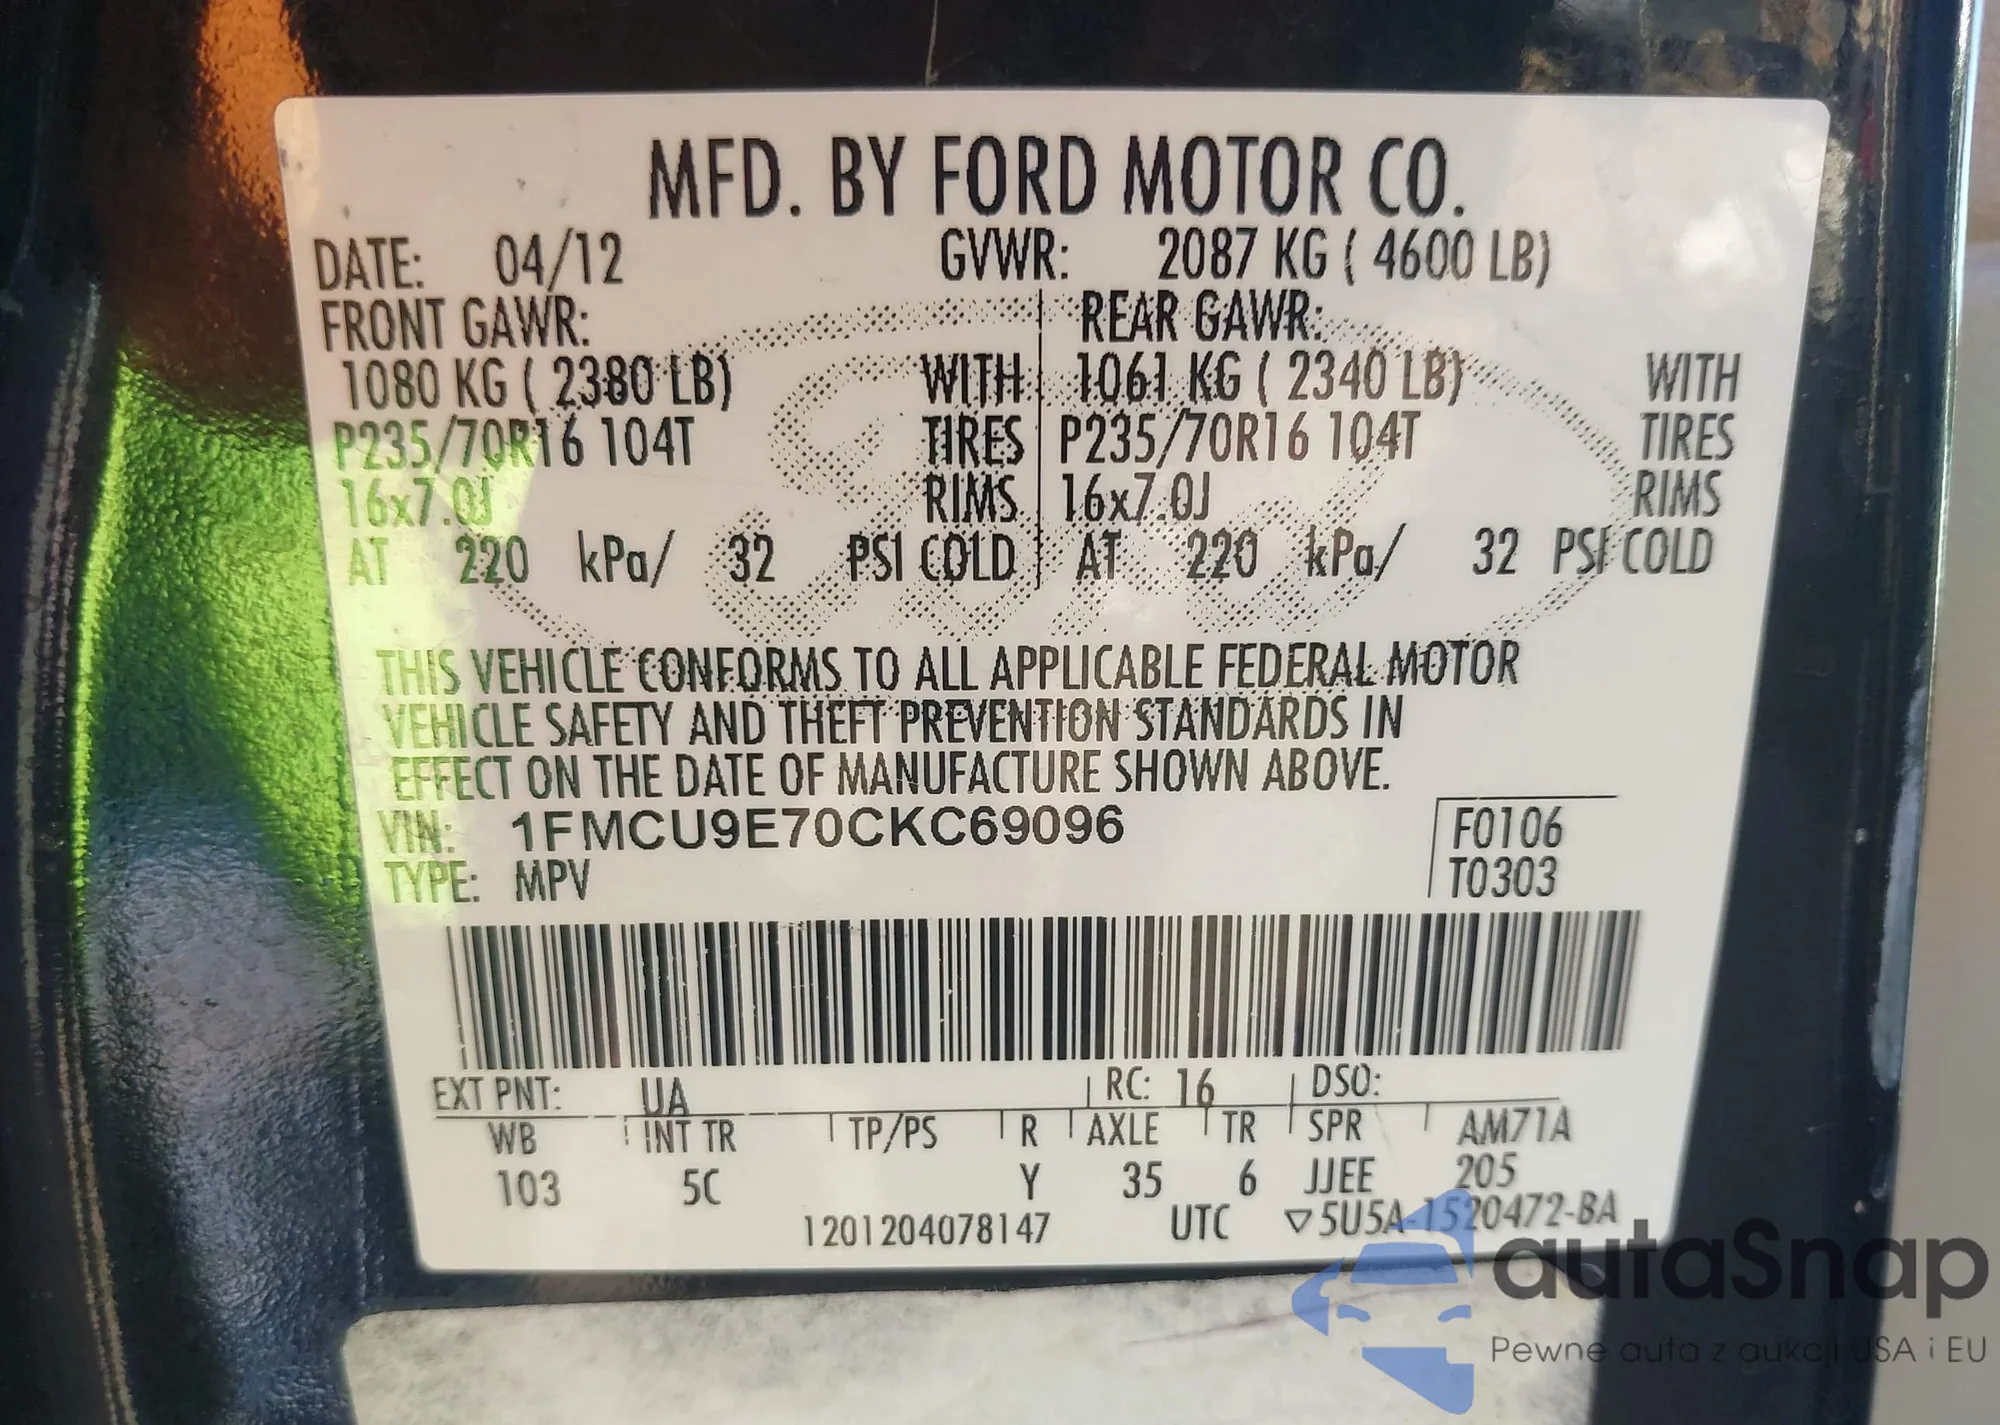 MFD. BY FORD MOTOR CO.
DATE: 04/12 GVWR: 2087 KG ( 4600 LB)
FRONT GAWR: REAR GAWR:
1080 KG ( 2380 LB) WITH 1061 KG ( 2340 LB) WITH
P235/70R16 104T TIRES P235/70R16 104T TIRES
16x7.0J RIMS 16x7.0J RIMS
AT 220 kPa/ 32 PSI COLD AT 220 kPa/ 32 PSI COLD
THIS VEHICLE CONFORMS TO ALL APPLICABLE FEDERAL MOTOR
VEHICLE SAFETY AND THEFT PREVENTION STANDARDS IN
EFFECT ON THE DATE OF MANUFACTURE SHOWN ABOVE.
VIN: 1FMCU9E70CKC69096 F0106
TYPE: MPV T0303
EXT PNT: UA RC: 16 DSO:
WB INT TR TP/PS R AXLE TR SPR AM71A
103 5C Y 35 6 JJEE 205
1201204078147 UTC ▽5U5A-1520472-BA
autaSnap
Pewne auta z aukcji USA i EU